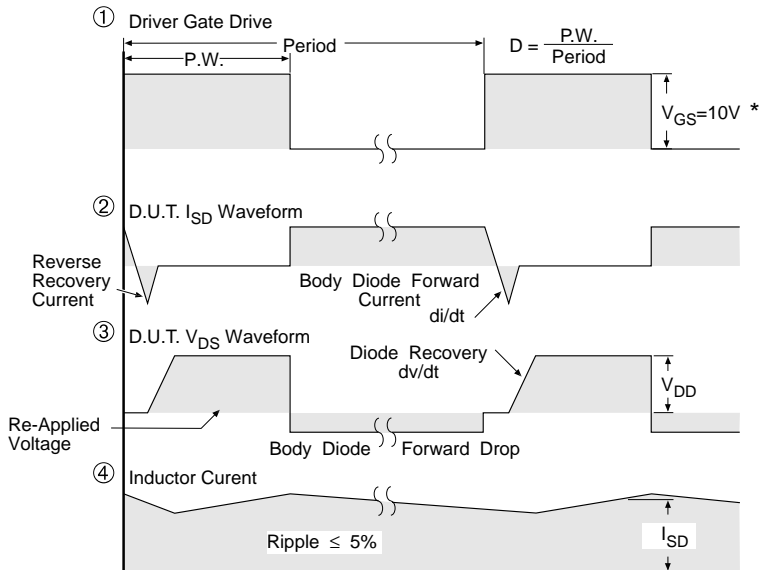 ① Driver Gate Drive
P.W.
Period
D = P.W. / Period
V_GS=10V *
② D.U.T. I_SD Waveform
Reverse
Recovery
Current
Body Diode Forward
Current
di/dt
③ D.U.T. V_DS Waveform
Diode Recovery
dv/dt
V_DD
Re-Applied
Voltage
Body Diode Forward Drop
④ Inductor Curent
Ripple ≤ 5%
I_SD